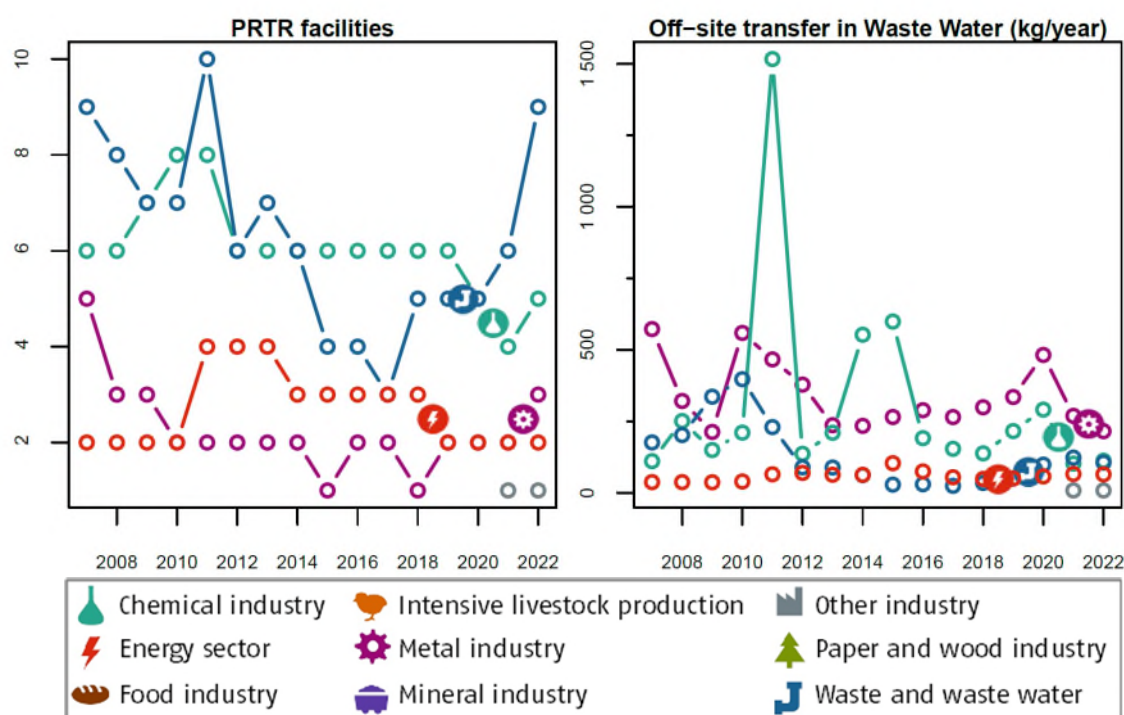 PRTR facilities
Off-site transfer in Waste Water (kg/year)
10
8
6
4
2
1 500
1 000
500
0
2008 2010 2012 2014 2016 2018 2020 2022
2008 2010 2012 2014 2016 2018 2020 2022
Chemical industry Intensive livestock production Other industry
Energy sector Metal industry Paper and wood industry
Food industry Mineral industry Waste and waste water